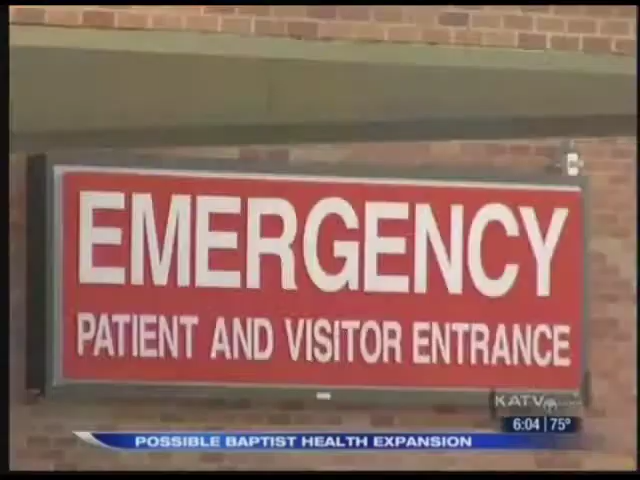 EMERGENCY
PATIENT AND VISITOR ENTRANCE
KATV
6:04 75°
POSSIBLE BAPTIST HEALTH EXPANSION